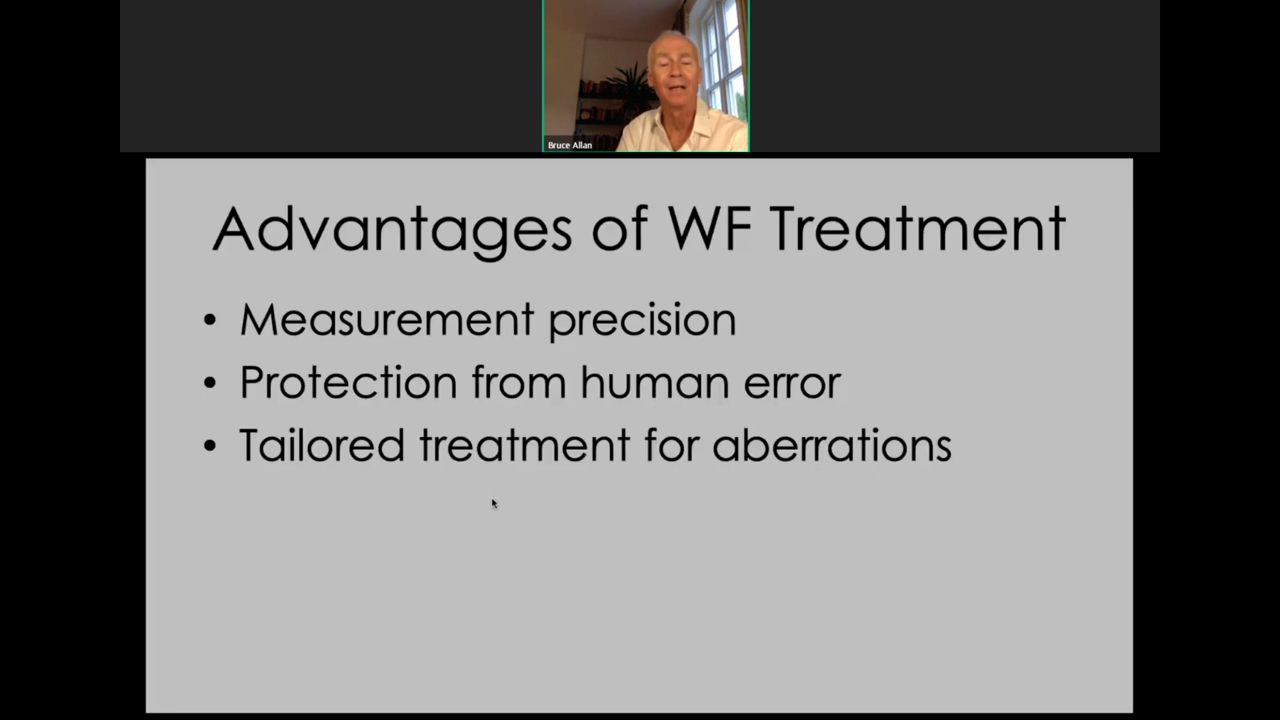 Bruce Allan
Advantages of WF Treatment
• Measurement precision
• Protection from human error
• Tailored treatment for aberrations